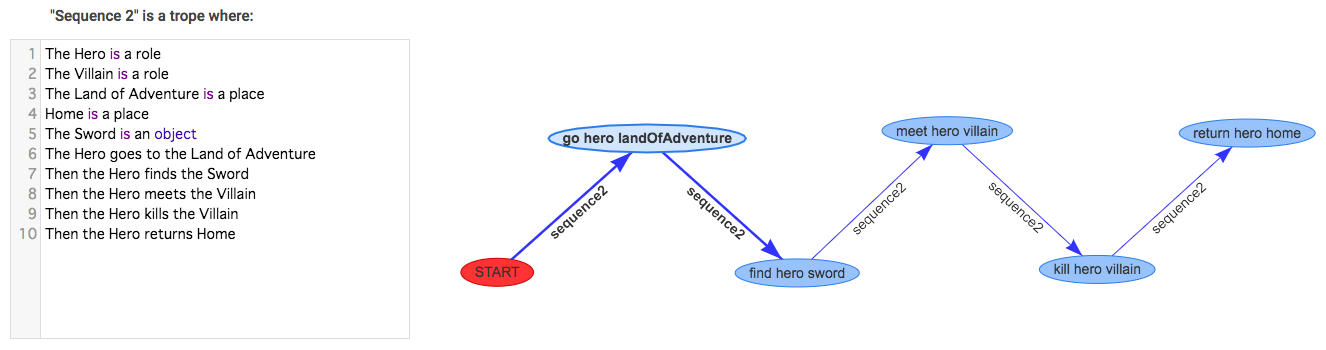 "Sequence 2" is a trope where:
1 The Hero is a role
2 The Villain is a role
3 The Land of Adventure is a place
4 Home is a place
5 The Sword is an object
6 The Hero goes to the Land of Adventure
7 Then the Hero finds the Sword
8 Then the Hero meets the Villain
9 Then the Hero kills the Villain
10 Then the Hero returns Home
START
sequence2
go hero landOfAdventure
sequence2
find hero sword
sequence2
meet hero villain
sequence2
kill hero villain
sequence2
return hero home